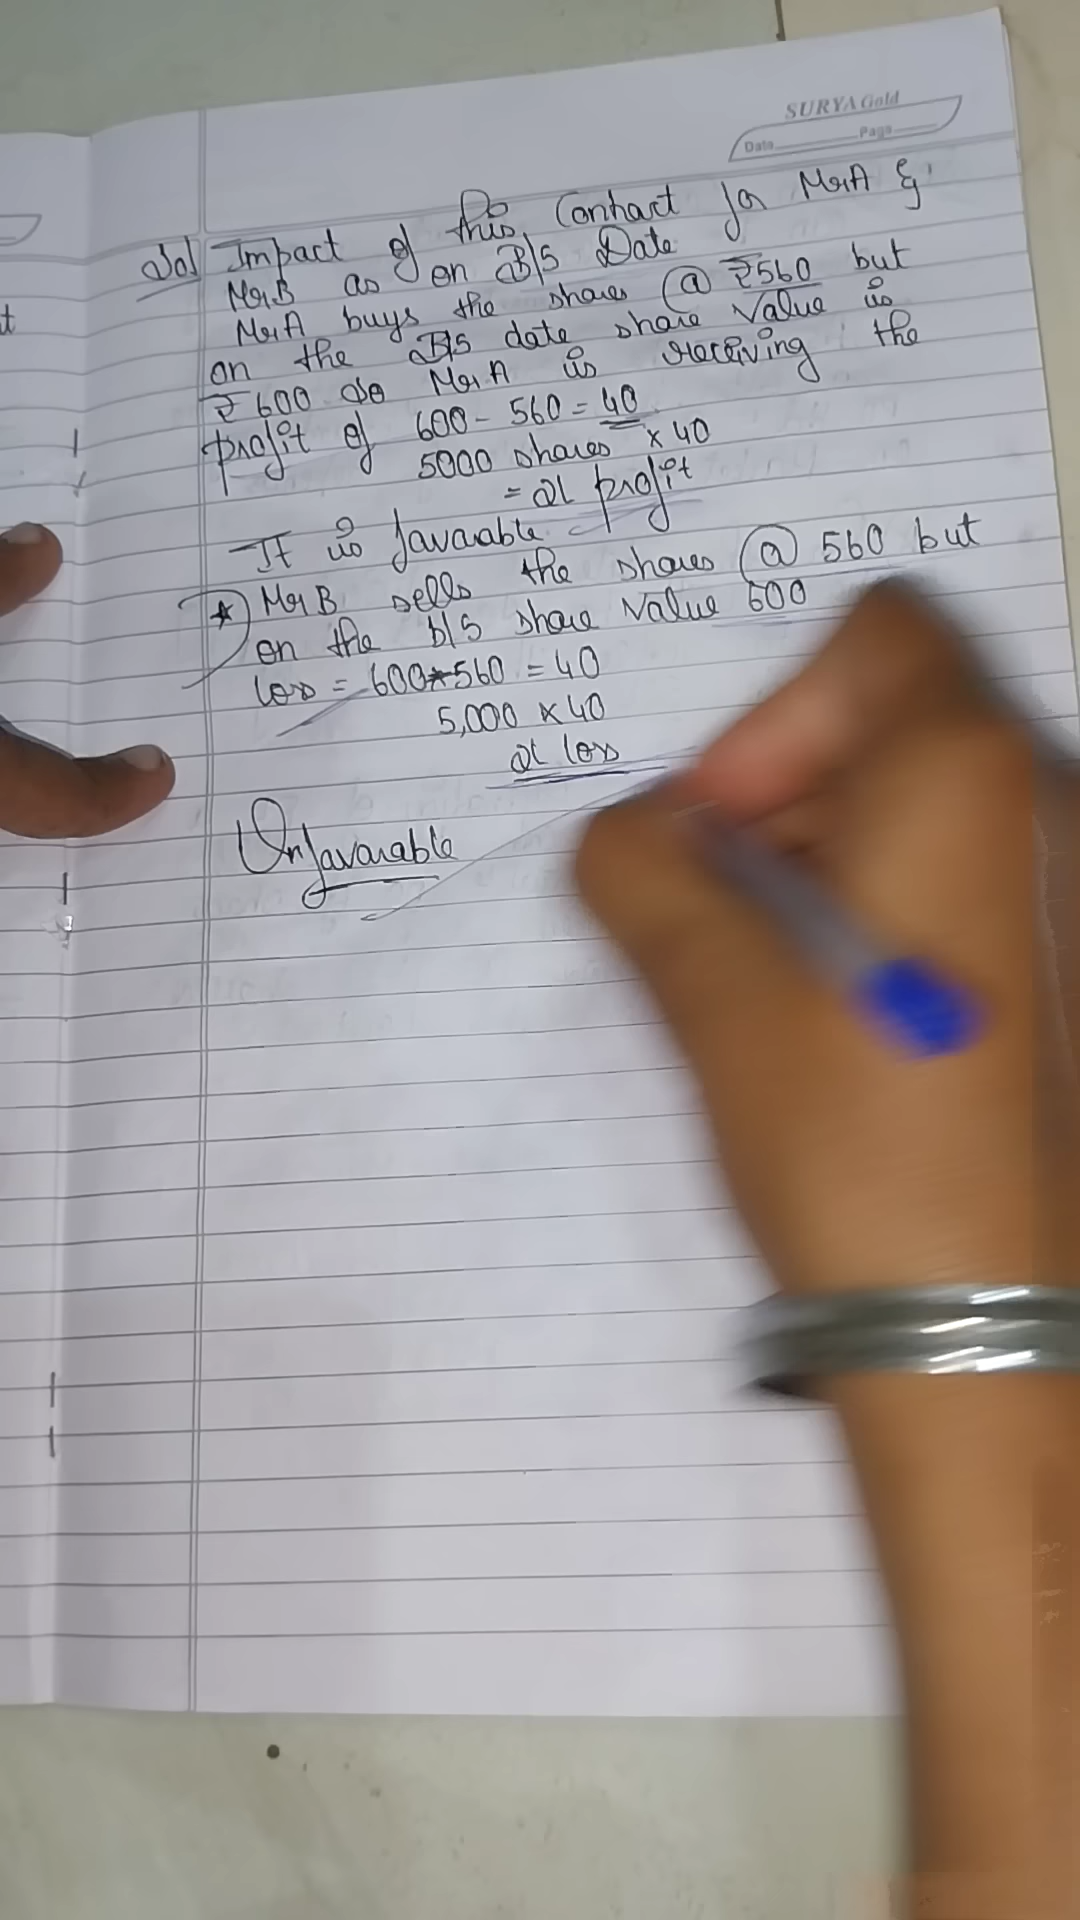 SURYA Gold
Date Page
Sol Impact of this Contract for Mr.A &
Mr.B as on B/S Date
Mr.A buys the shares @ ₹560 but
on the B/S date share value is
₹600 so Mr.A is receiving the
profit of 600 - 560 = 40
5000 shares × 40
= 2L profit
It is favarable
* Mr.B sells the shares @ 560 but
on the b/s share value 600
loss = 600-560 = 40
5,000 × 40
2L loss
Unfavarable
t